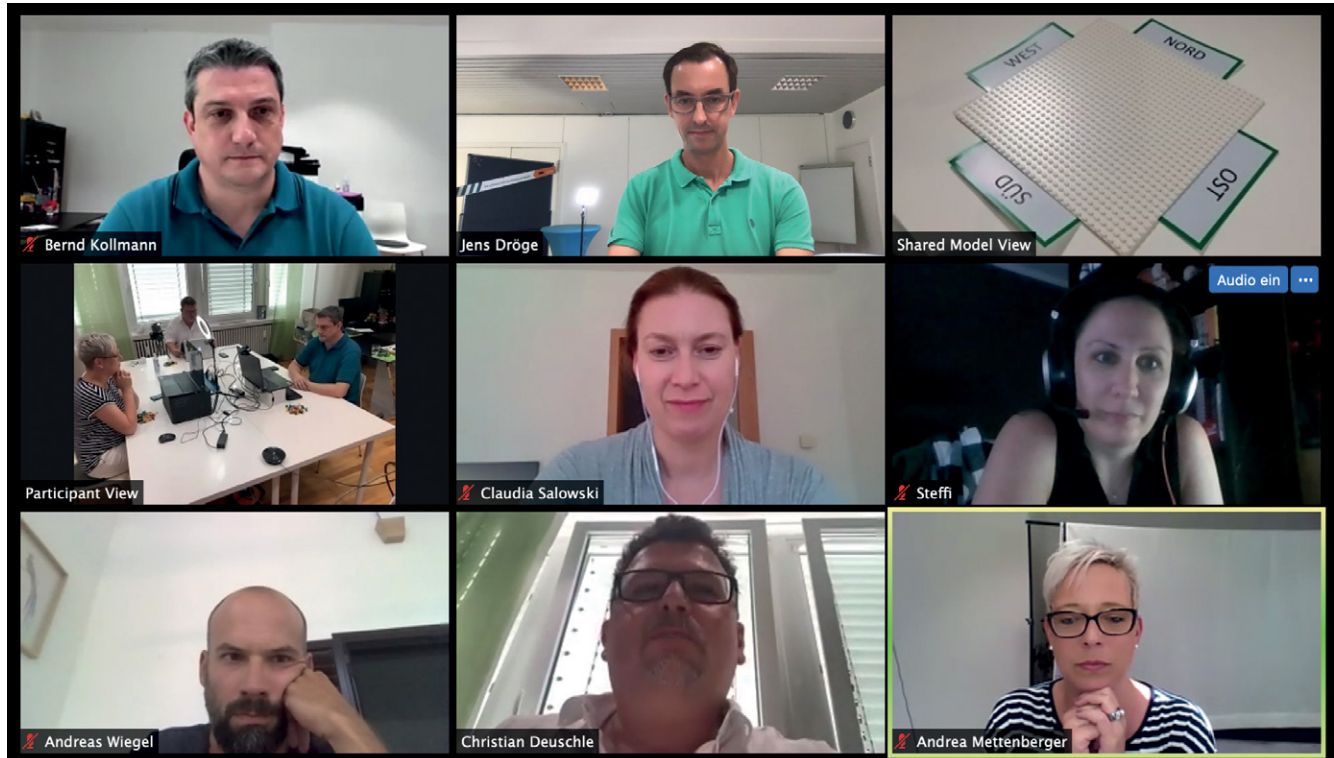 Bernd Kollmann
Jens Dröge
WEST
NORD
SÜD
OST
Shared Model View
Participant View
Claudia Salowski
Audio ein
Steffi
Andreas Wiegel
Christian Deuschle
Andrea Mettenberger